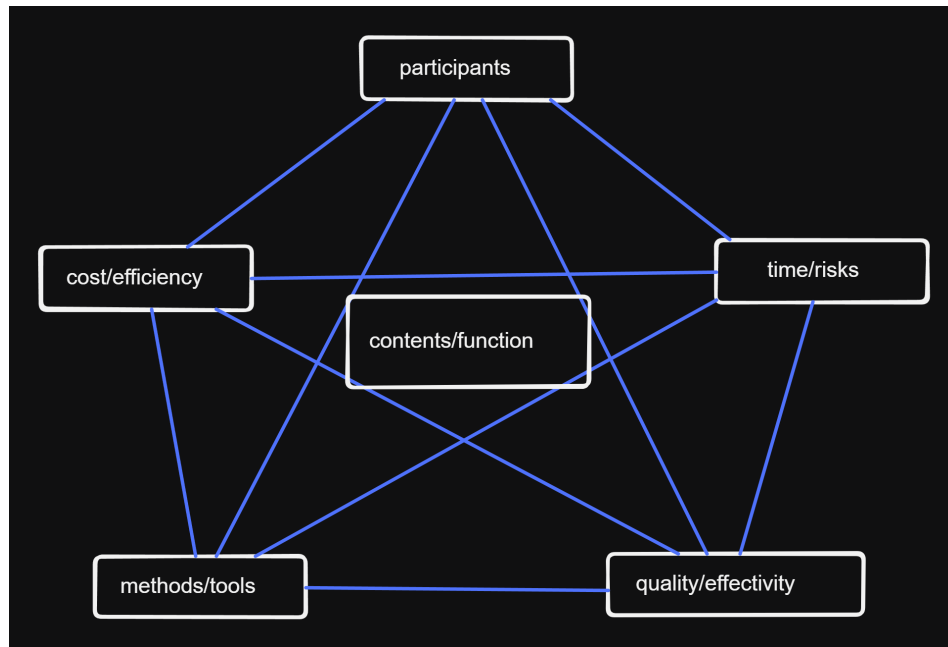 participants
cost/efficiency
time/risks
contents/function
methods/tools
quality/effectivity